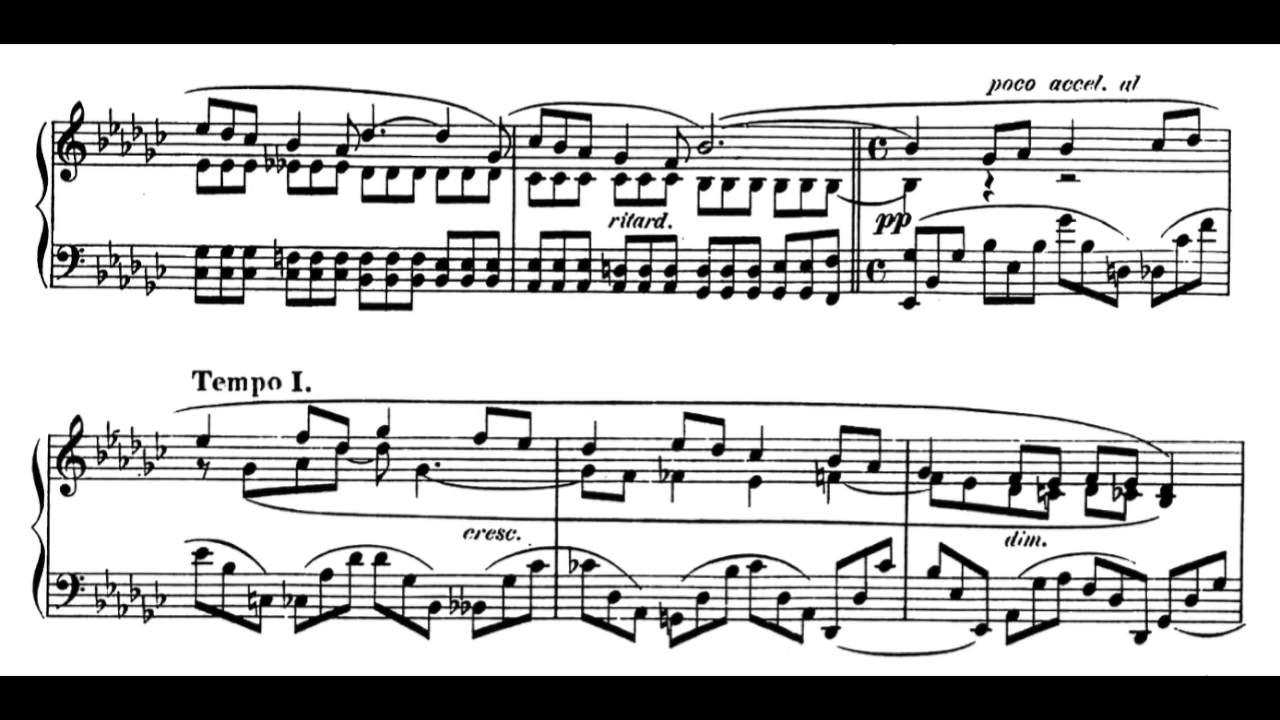 poco accel. al
ritard.
pp
Tempo I.
cresc.
dim.